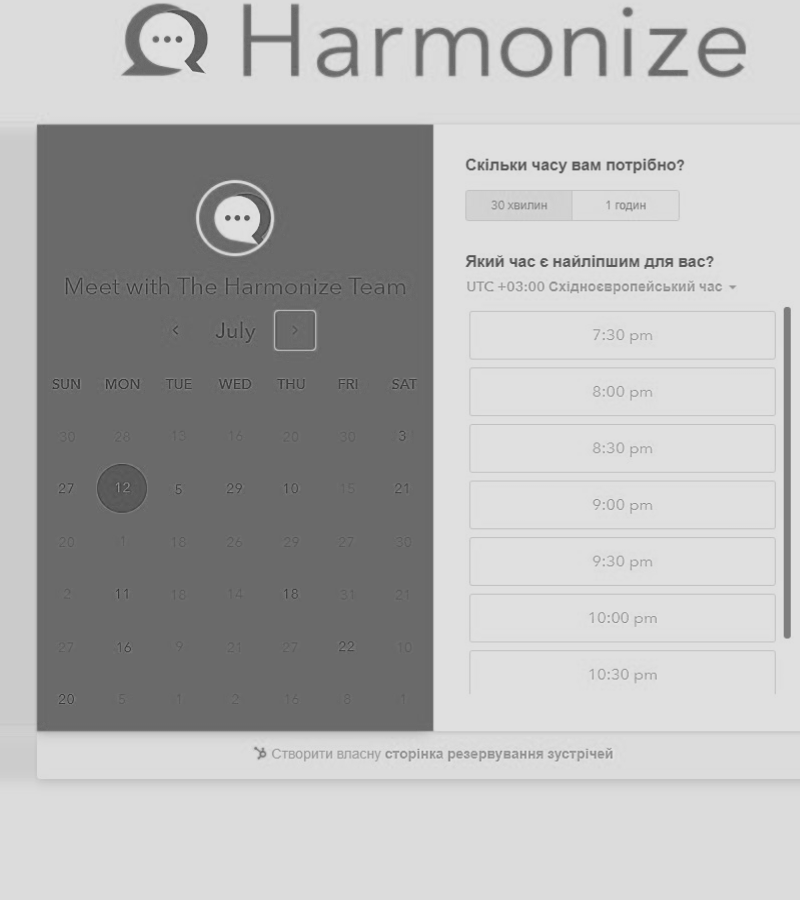 Harmonize
Meet with The Harmonize Team
July
SUN MON TUE WED THU FRI SAT
30 28 13 16 20 30 3
27 12 5 29 10 15 21
20 1 18 26 29 27 30
2 11 18 14 18 31 21
27 16 9 21 27 22 10
20 5 1 2 16 8 1
Скільки часу вам потрібно?
30 хвилин 1 годин
Який час є найліпшим для вас?
UTC +03:00 Східноєвропейський час
7:30 pm
8:00 pm
8:30 pm
9:00 pm
9:30 pm
10:00 pm
10:30 pm
Створити власну сторінка резервування зустрічей